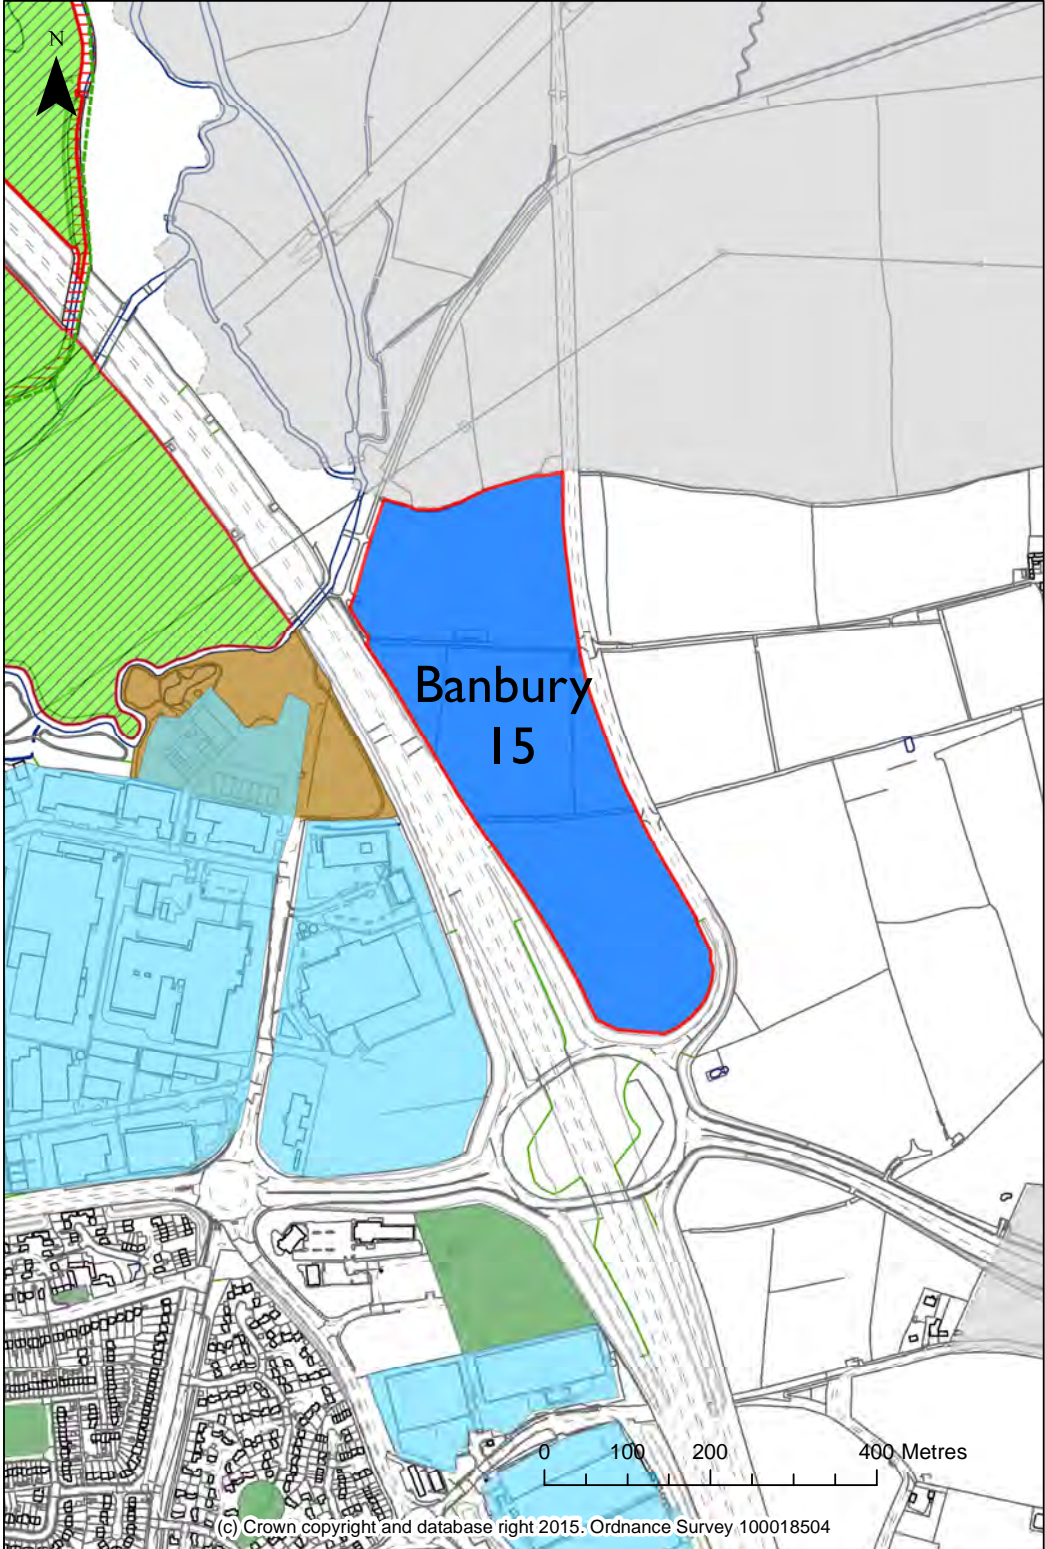 N
Banbury
15
0 100 200 400 Metres
(c) Crown copyright and database right 2015. Ordnance Survey 100018504